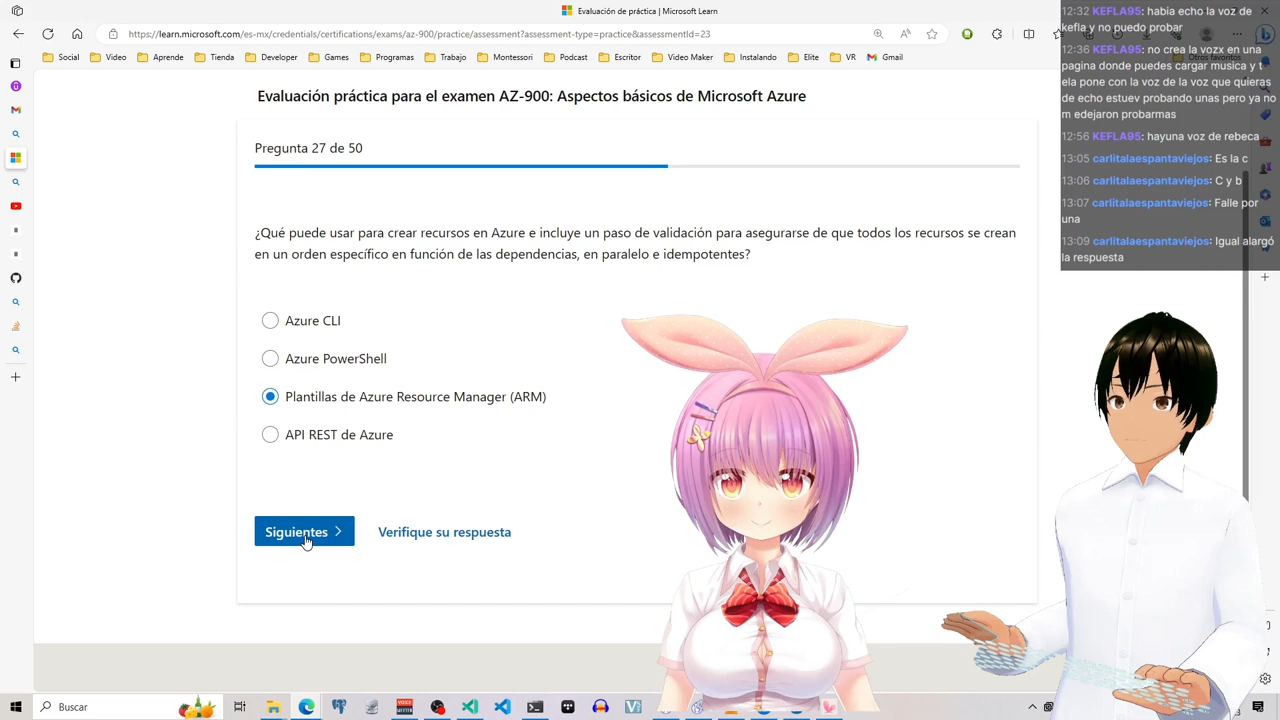 Evaluación de práctica | Microsoft Learn
https://learn.microsoft.com/es-mx/credentials/certifications/exams/az-900/practice/assessment?assessment-type=practice&assessmentId=23
Social
Video
Aprende
Tienda
Developer
Games
Programas
Trabajo
Montessori
Podcast
Escritor
Video Maker
Instalando
Elite
VR
Gmail
Otros favoritos
Evaluación práctica para el examen AZ-900: Aspectos básicos de Microsoft Azure
Pregunta 27 de 50
¿Qué puede usar para crear recursos en Azure e incluye un paso de validación para asegurarse de que todos los recursos se crean
en un orden específico en función de las dependencias, en paralelo e idempotentes?
Azure CLI
Azure PowerShell
Plantillas de Azure Resource Manager (ARM)
API REST de Azure
Siguientes
Verifique su respuesta
12:32 KEFLA95: habia echo la voz de
kefla y no puedo probar
12:36 KEFLA95: no crea la vozx en una
pagina donde puedes cargar musica y t
ela pone con la voz de la voz que quieras
de echo estuev probando unas pero ya no
m edejaron probarmas
12:56 KEFLA95: hayuna voz de rebeca
13:05 carlitalaespantaviejos: Es la c
13:06 carlitalaespantaviejos: C y b
13:07 carlitalaespantaviejos: Falle por
una
13:09 carlitalaespantaviejos: Igual alargó
la respuesta
Buscar